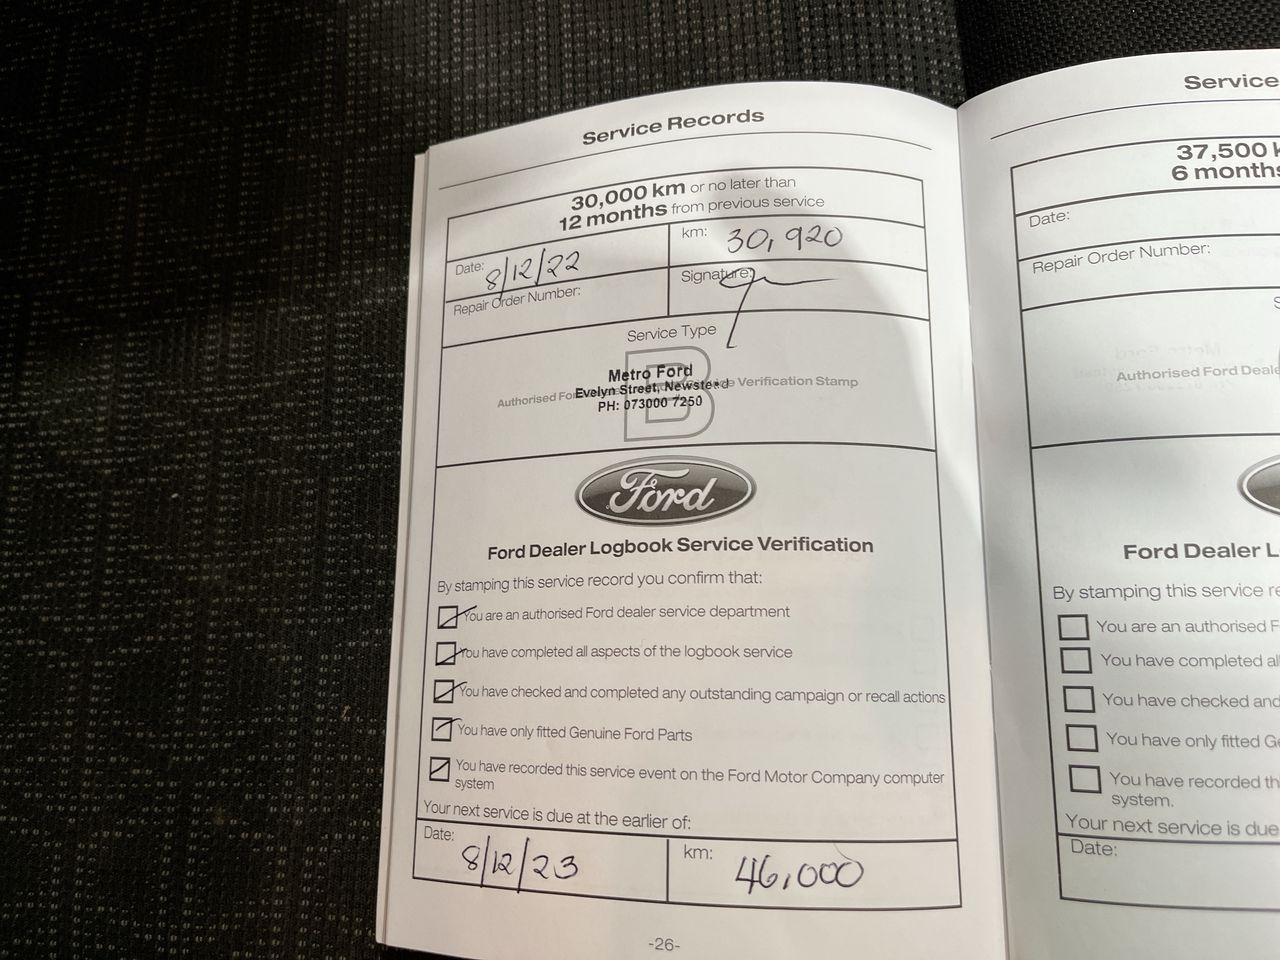 Service Records
30,000 km or no later than
12 months from previous service
Date: 8/12/22
km: 30,920
Repair Order Number:
Signature:
Service Type
B
Metro Ford
Evelyn Street, Newstead
PH: 073000 7250
Authorised For de Verification Stamp
Ford
Ford Dealer Logbook Service Verification
By stamping this service record you confirm that:
You are an authorised Ford dealer service department
You have completed all aspects of the logbook service
You have checked and completed any outstanding campaign or recall actions
You have only fitted Genuine Ford Parts
You have recorded this service event on the Ford Motor Company computer
system
Your next service is due at the earlier of:
Date: 8/12/23
km: 46,000
-26-
Service
37,500 k
6 months
Date:
Repair Order Number:
S
Authorised Ford Deale
Ford Dealer L
By stamping this service re
You are an authorised F
You have completed al
You have checked and
You have only fitted Ge
You have recorded th
system.
Your next service is due
Date: